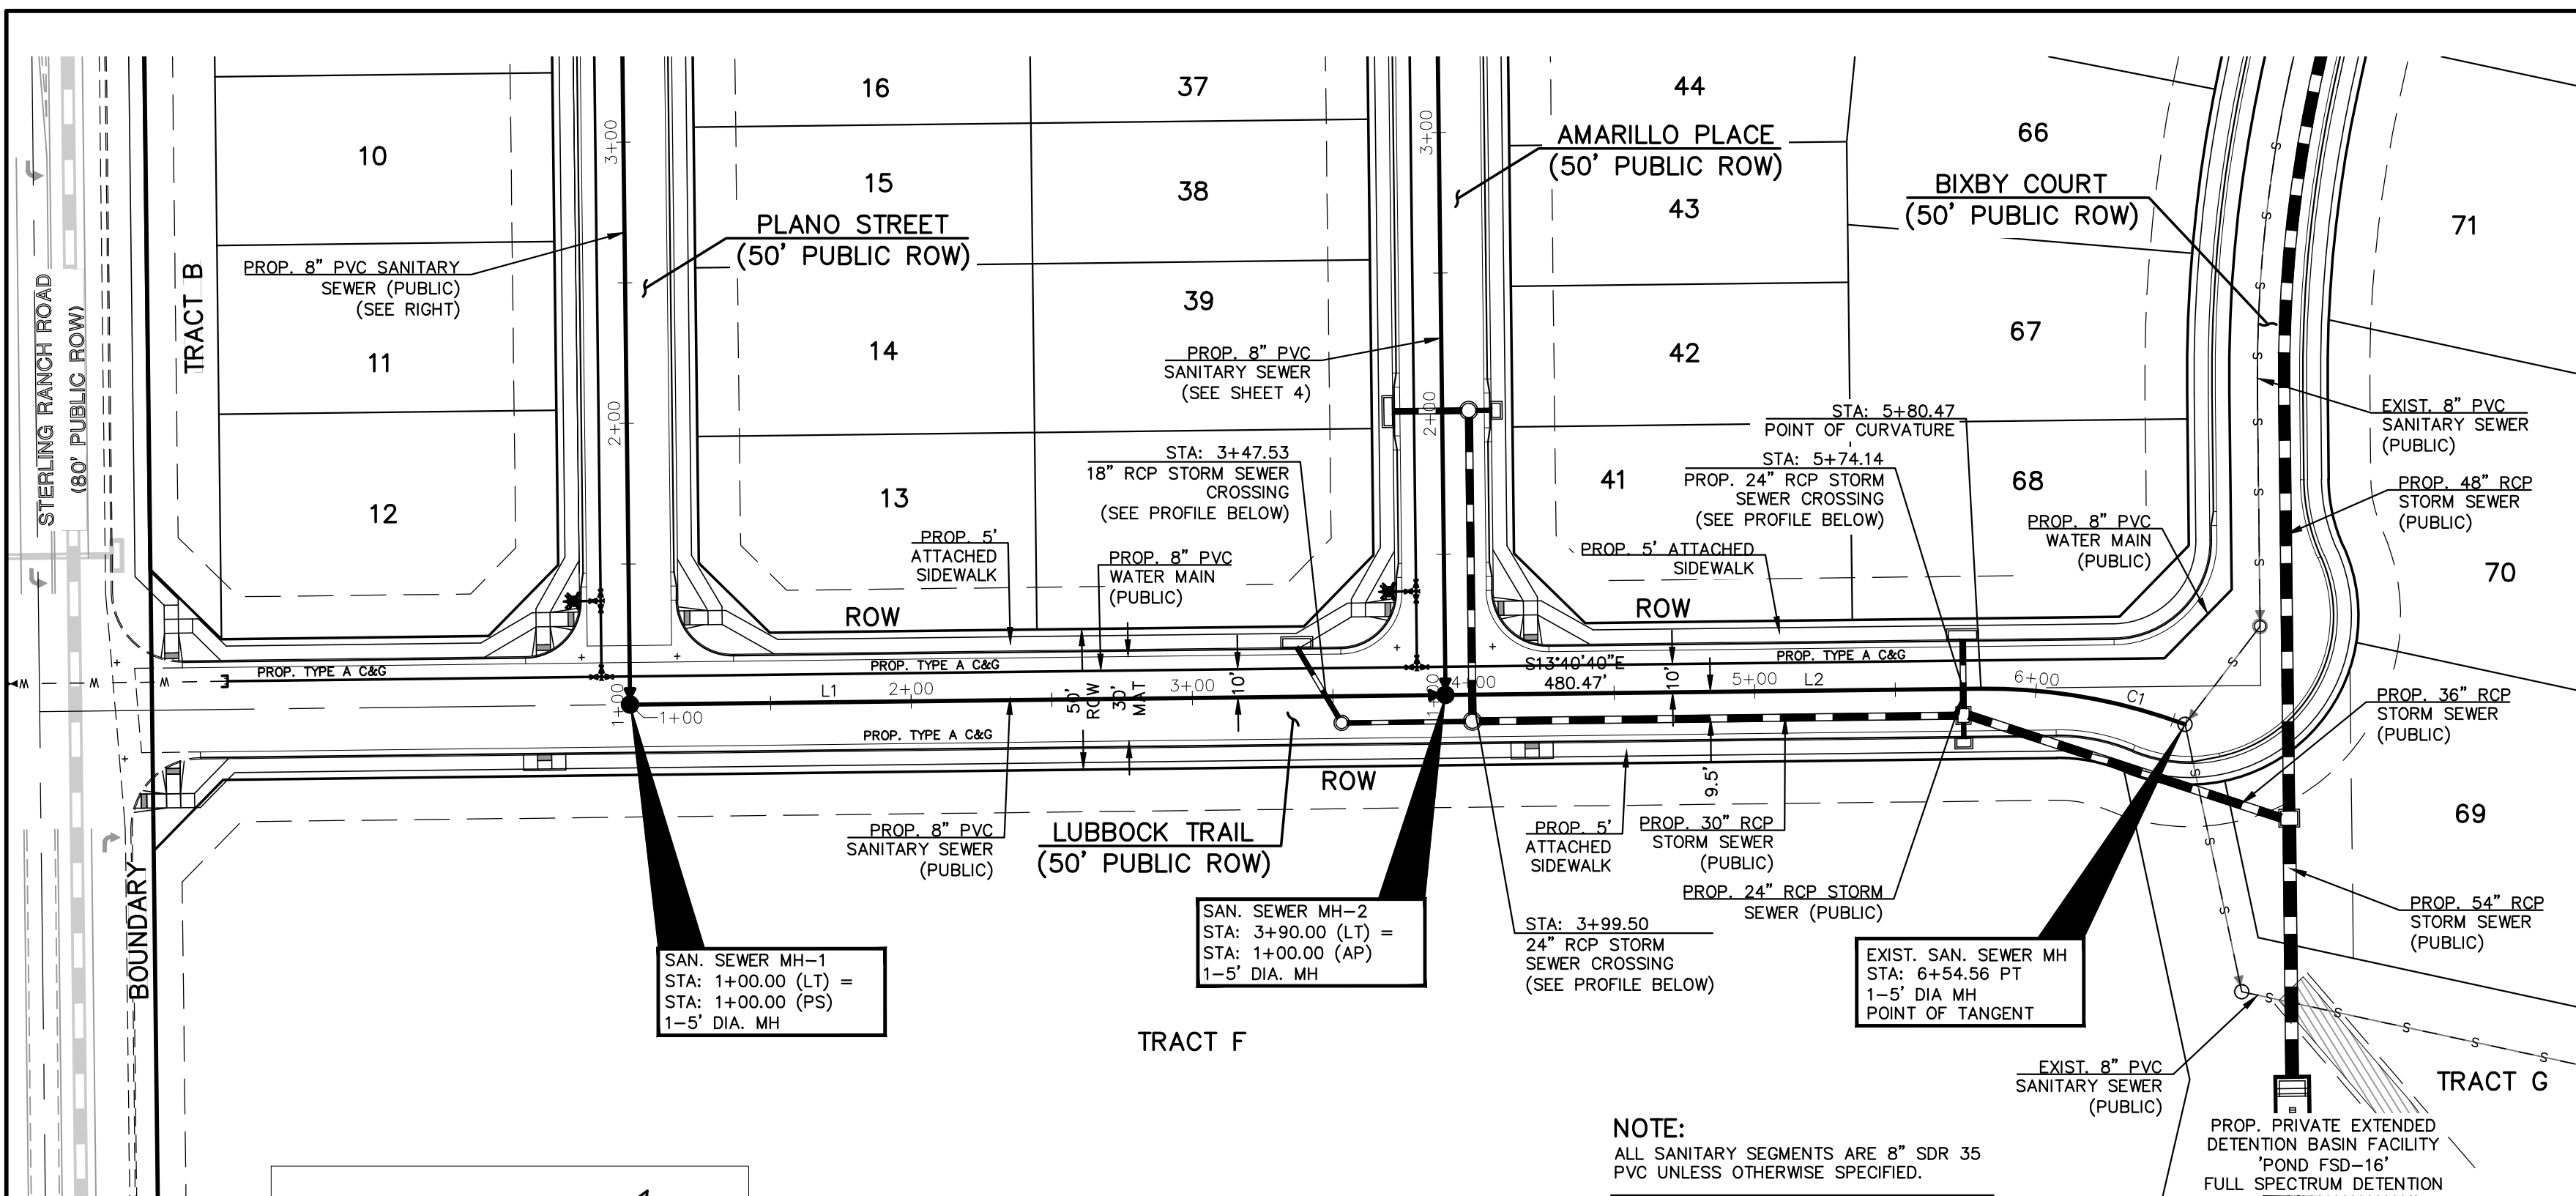 10
11
12
TRACT B
STERLING RANCH ROAD
(80' PUBLIC ROW)
PROP. 8" PVC SANITARY
SEWER (PUBLIC)
(SEE RIGHT)
3+00
2+00
1+00
PLANO STREET
(50' PUBLIC ROW)
16
15
14
13
37
38
39
PROP. 8" PVC
SANITARY SEWER
(SEE SHEET 4)
3+00
2+00
1+00
AMARILLO PLACE
(50' PUBLIC ROW)
44
43
42
41
66
67
68
BIXBY COURT
(50' PUBLIC ROW)
71
70
69
EXIST. 8" PVC
SANITARY SEWER
(PUBLIC)
PROP. 48" RCP
STORM SEWER
(PUBLIC)
STA: 3+47.53
18" RCP STORM SEWER
CROSSING
(SEE PROFILE BELOW)
STA: 5+80.47
POINT OF CURVATURE
STA: 5+74.14
PROP. 24" RCP STORM
SEWER CROSSING
(SEE PROFILE BELOW)
PROP. 8" PVC
WATER MAIN
(PUBLIC)
PROP. 5'
ATTACHED
SIDEWALK
PROP. 8" PVC
WATER MAIN
(PUBLIC)
PROP. 5' ATTACHED
SIDEWALK
ROW
ROW
PROP. TYPE A C&G
PROP. TYPE A C&G
PROP. TYPE A C&G
S13°40'40"E
480.47'
W W W
1+00
L1
2+00
3+00
4+00
5+00
L2
6+00
C1
50'
ROW
30'
MAT
10'
10'
9.5'
S S S S S S S S S S S S S S
PROP. TYPE A C&G
ROW
PROP. 36" RCP
STORM SEWER
(PUBLIC)
BOUNDARY
PROP. 8" PVC
SANITARY SEWER
(PUBLIC)
LUBBOCK TRAIL
(50' PUBLIC ROW)
PROP. 5'
ATTACHED
SIDEWALK
PROP. 30" RCP
STORM SEWER
(PUBLIC)
PROP. 24" RCP STORM
SEWER (PUBLIC)
PROP. 54" RCP
STORM SEWER
(PUBLIC)
SAN. SEWER MH-1
STA: 1+00.00 (LT) =
STA: 1+00.00 (PS)
1-5' DIA. MH
SAN. SEWER MH-2
STA: 3+90.00 (LT) =
STA: 1+00.00 (AP)
1-5' DIA. MH
STA: 3+99.50
24" RCP STORM
SEWER CROSSING
(SEE PROFILE BELOW)
EXIST. SAN. SEWER MH
STA: 6+54.56 PT
1-5' DIA MH
POINT OF TANGENT
TRACT F
EXIST. 8" PVC
SANITARY SEWER
(PUBLIC)
TRACT G
NOTE:
ALL SANITARY SEGMENTS ARE 8" SDR 35
PVC UNLESS OTHERWISE SPECIFIED.
PROP. PRIVATE EXTENDED
DETENTION BASIN FACILITY
'POND FSD-16'
FULL SPECTRUM DETENTION